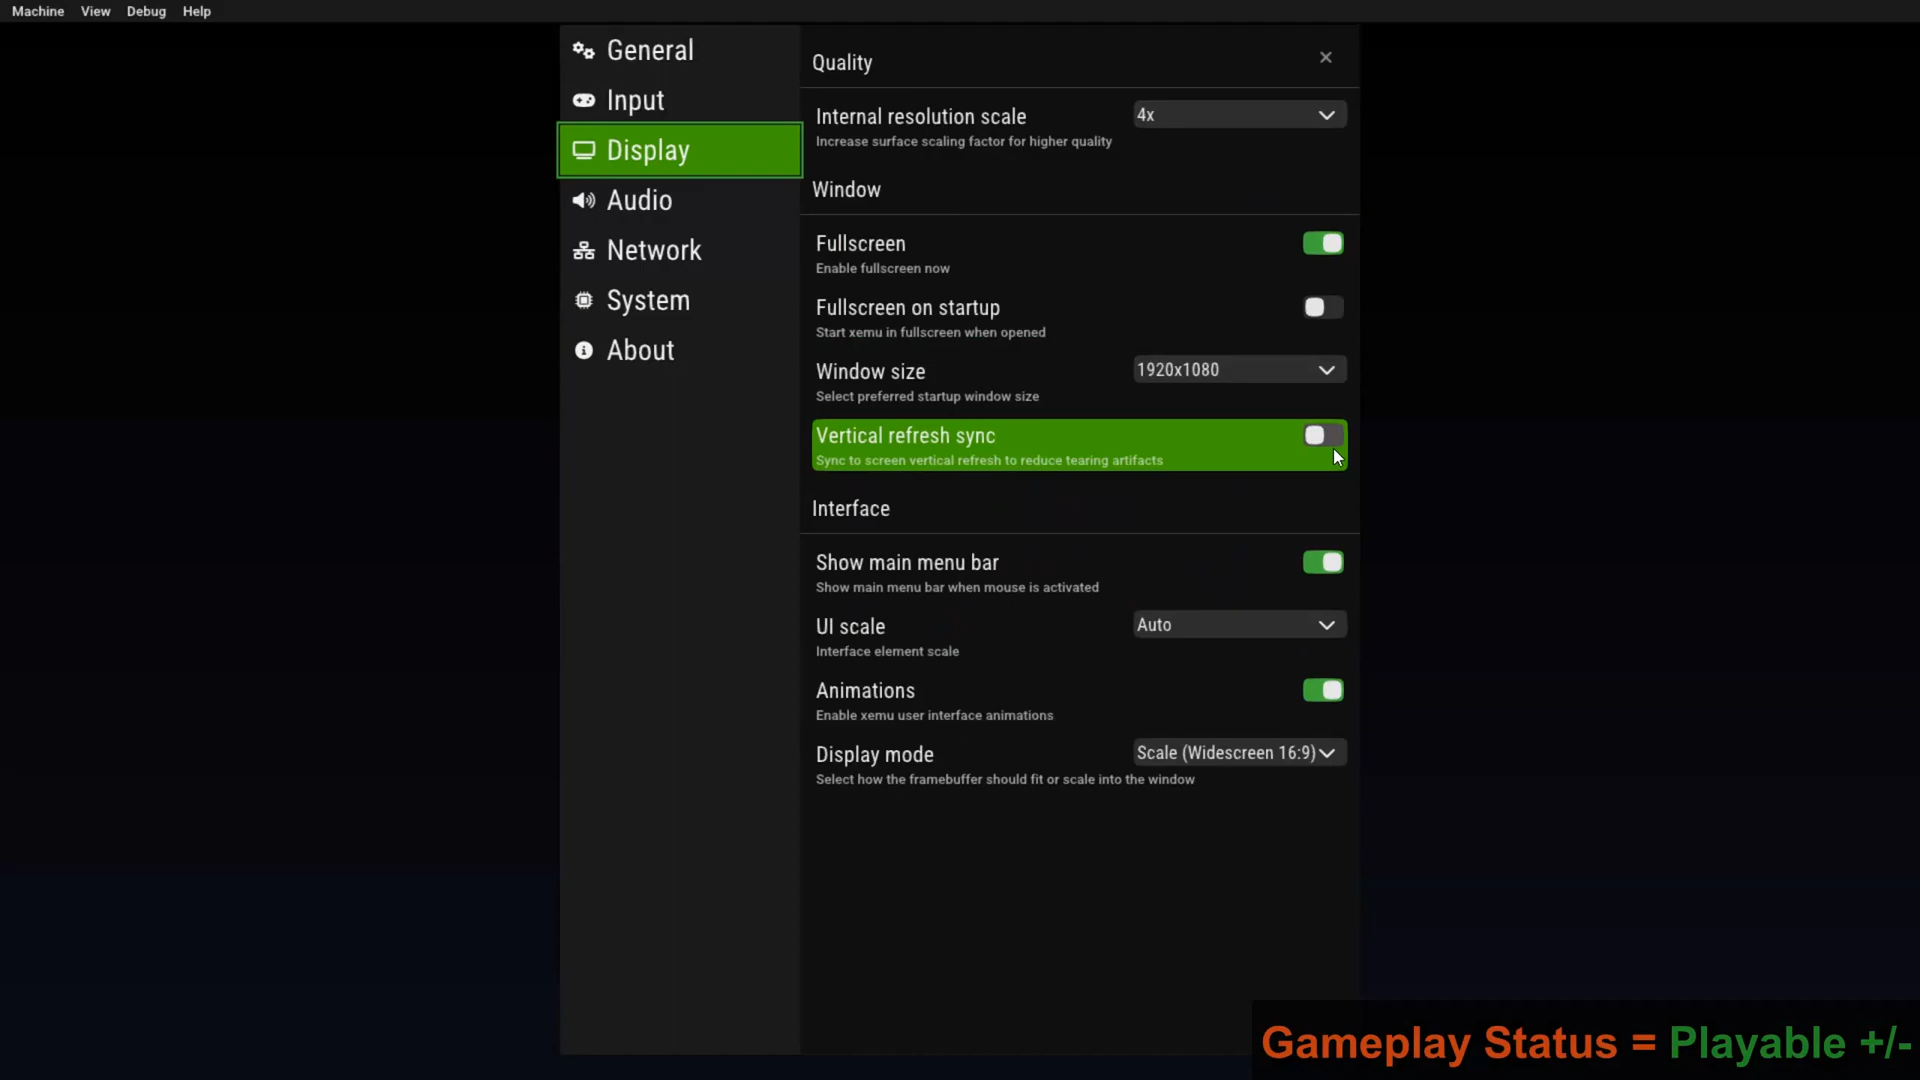 Machine View Debug Help
General
Input
Display
Audio
Network
System
About
Quality
Internal resolution scale 4x
Increase surface scaling factor for higher quality
Window
Fullscreen
Enable fullscreen now
Fullscreen on startup
Start xemu in fullscreen when opened
Window size 1920x1080
Select preferred startup window size
Vertical refresh sync
Sync to screen vertical refresh to reduce tearing artifacts
Interface
Show main menu bar
Show main menu bar when mouse is activated
UI scale Auto
Interface element scale
Animations
Enable xemu user interface animations
Display mode Scale (Widescreen 16:9)
Select how the framebuffer should fit or scale into the window
Gameplay Status = Playable +/-